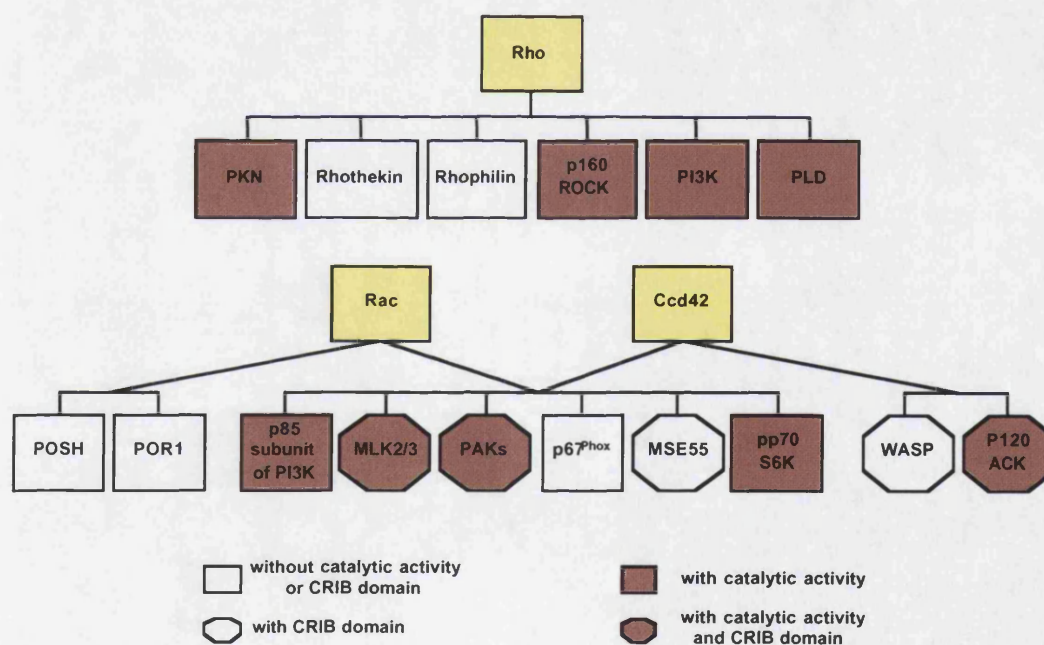 Rho
PKN
Rhothekin
Rhophilin
p160
ROCK
PI3K
PLD
Rac
Ccd42
POSH
POR1
p85
subunit
of PI3K
MLK2/3
PAKs
p67Phox
MSE55
pp70
S6K
WASP
P120
ACK
without catalytic activity
or CRIB domain
with catalytic activity
with CRIB domain
with catalytic activity
and CRIB domain